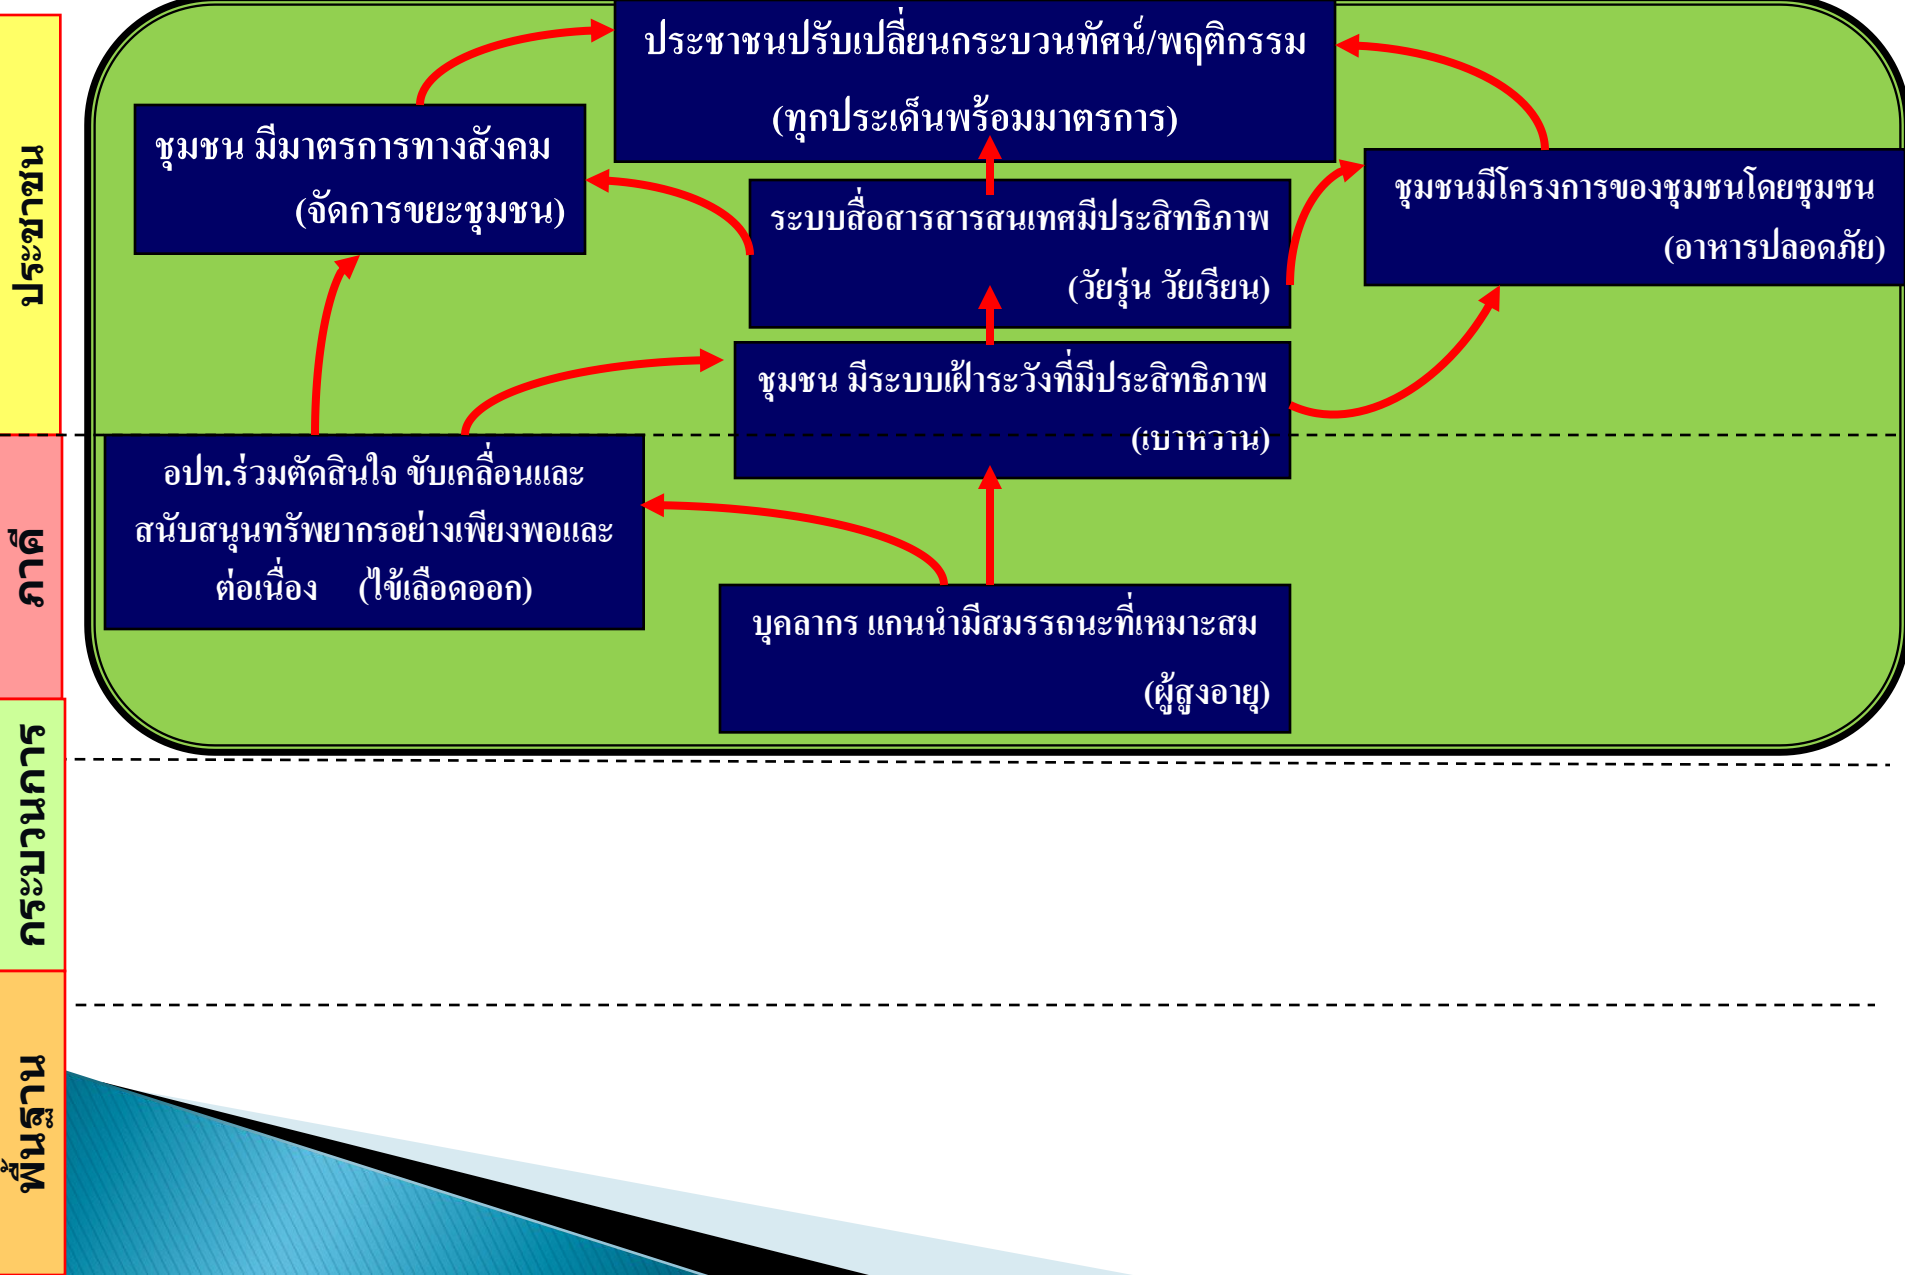 ประชาชน
ภาคี
กระบวนการ
พื้นฐาน
ประชาชนปรับเปลี่ยนกระบวนทัศน์/พฤติกรรม
(ทุกประเด็นพร้อมมาตรการ)
ชุมชน มีมาตรการทางสังคม
(จัดการขยะชุมชน)
ระบบสื่อสารสารสนเทศมีประสิทธิภาพ
(วัยรุ่น วัยเรียน)
ชุมชนมีโครงการของชุมชนโดยชุมชน
(อาหารปลอดภัย)
ชุมชน มีระบบเฝ้าระวังที่มีประสิทธิภาพ
(เบาหวาน)
อปท.ร่วมตัดสินใจ ขับเคลื่อนและ
สนับสนุนทรัพยากรอย่างเพียงพอและ
ต่อเนื่อง (ไข้เลือดออก)
บุคลากร แกนนำมีสมรรถนะที่เหมาะสม
(ผู้สูงอายุ)